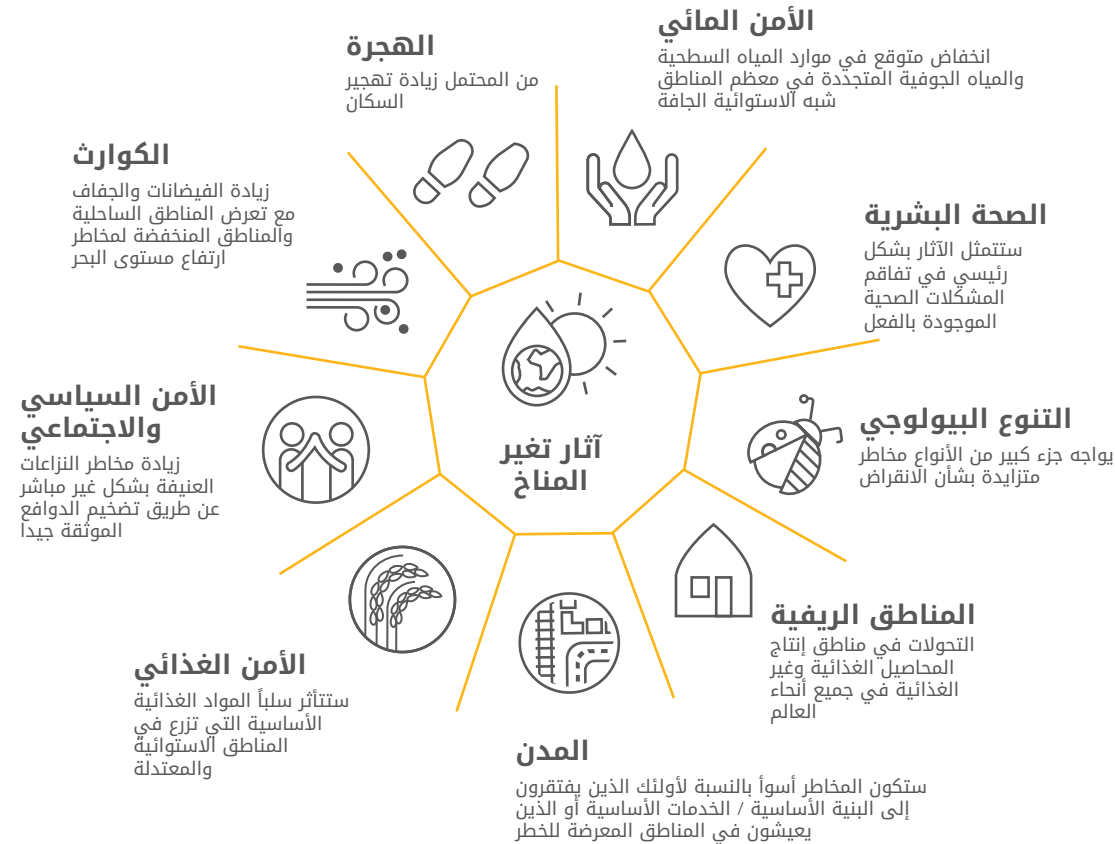 الأمن المائي
انخفاض متوقع في موارد المياه السطحية
والمياه الجوفية المتجددة في معظم المناطق
شبه الاستوائية الجافة
الهجرة
من المحتمل زيادة تهجير
السكان
الكوارث
زيادة الفيضانات والجفاف
مع تعرض المناطق الساحلية
والمناطق المنخفضة لمخاطر
ارتفاع مستوى البحر
الصحة البشرية
ستتمثل الآثار بشكل
رئيسي في تفاقم
المشكلات الصحية
الموجودة بالفعل
آثار تغير
المناخ
الأمن السياسي
والاجتماعي
زيادة مخاطر النزاعات
العنيفة بشكل غير مباشر
عن طريق تضخيم الدوافع
الموثقة جيدا
التنوع البيولوجي
يواجه جزء كبير من الأنواع مخاطر
متزايدة بشأن الانقراض
المناطق الريفية
التحولات في مناطق إنتاج
المحاصيل الغذائية وغير
الغذائية في جميع أنحاء
العالم
الأمن الغذائي
ستتأثر سلباً المواد الغذائية
الأساسية التي تزرع في
المناطق الاستوائية
والمعتدلة
المدن
ستكون المخاطر أسوأ بالنسبة لأولئك الذين يفتقرون
إلى البنية الأساسية / الخدمات الأساسية أو الذين
يعيشون في المناطق المعرضة للخطر